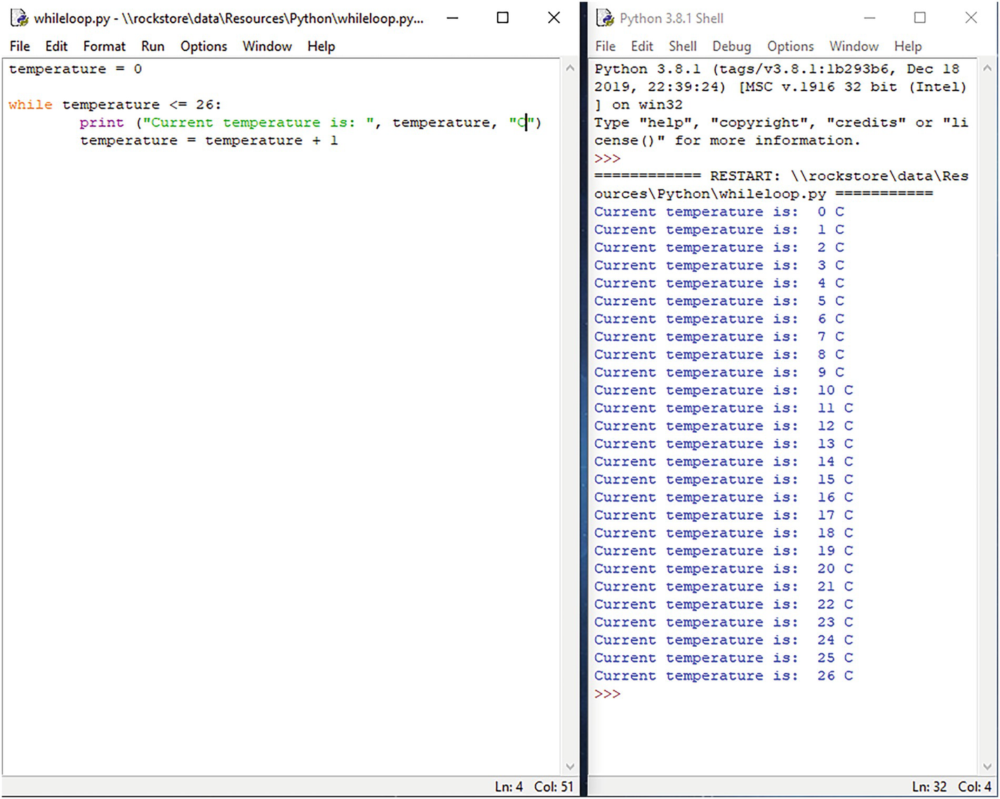 whileloop.py - \\rockstore\data\Resources\Python\whileloop.py...
File Edit Format Run Options Window Help
temperature = 0
while temperature <= 26:
        print ("Current temperature is: ", temperature, "C")
        temperature = temperature + 1
Ln: 4 Col: 51
Python 3.8.1 Shell
File Edit Shell Debug Options Window Help
Python 3.8.1 (tags/v3.8.1:1b293b6, Dec 18
2019, 22:39:24) [MSC v.1916 32 bit (Intel)
] on win32
Type "help", "copyright", "credits" or "li
cense()" for more information.
>>>
============ RESTART: \\rockstore\data\Res
ources\Python\whileloop.py ===========
Current temperature is:  0 C
Current temperature is:  1 C
Current temperature is:  2 C
Current temperature is:  3 C
Current temperature is:  4 C
Current temperature is:  5 C
Current temperature is:  6 C
Current temperature is:  7 C
Current temperature is:  8 C
Current temperature is:  9 C
Current temperature is:  10 C
Current temperature is:  11 C
Current temperature is:  12 C
Current temperature is:  13 C
Current temperature is:  14 C
Current temperature is:  15 C
Current temperature is:  16 C
Current temperature is:  17 C
Current temperature is:  18 C
Current temperature is:  19 C
Current temperature is:  20 C
Current temperature is:  21 C
Current temperature is:  22 C
Current temperature is:  23 C
Current temperature is:  24 C
Current temperature is:  25 C
Current temperature is:  26 C
>>>
Ln: 32 Col: 4